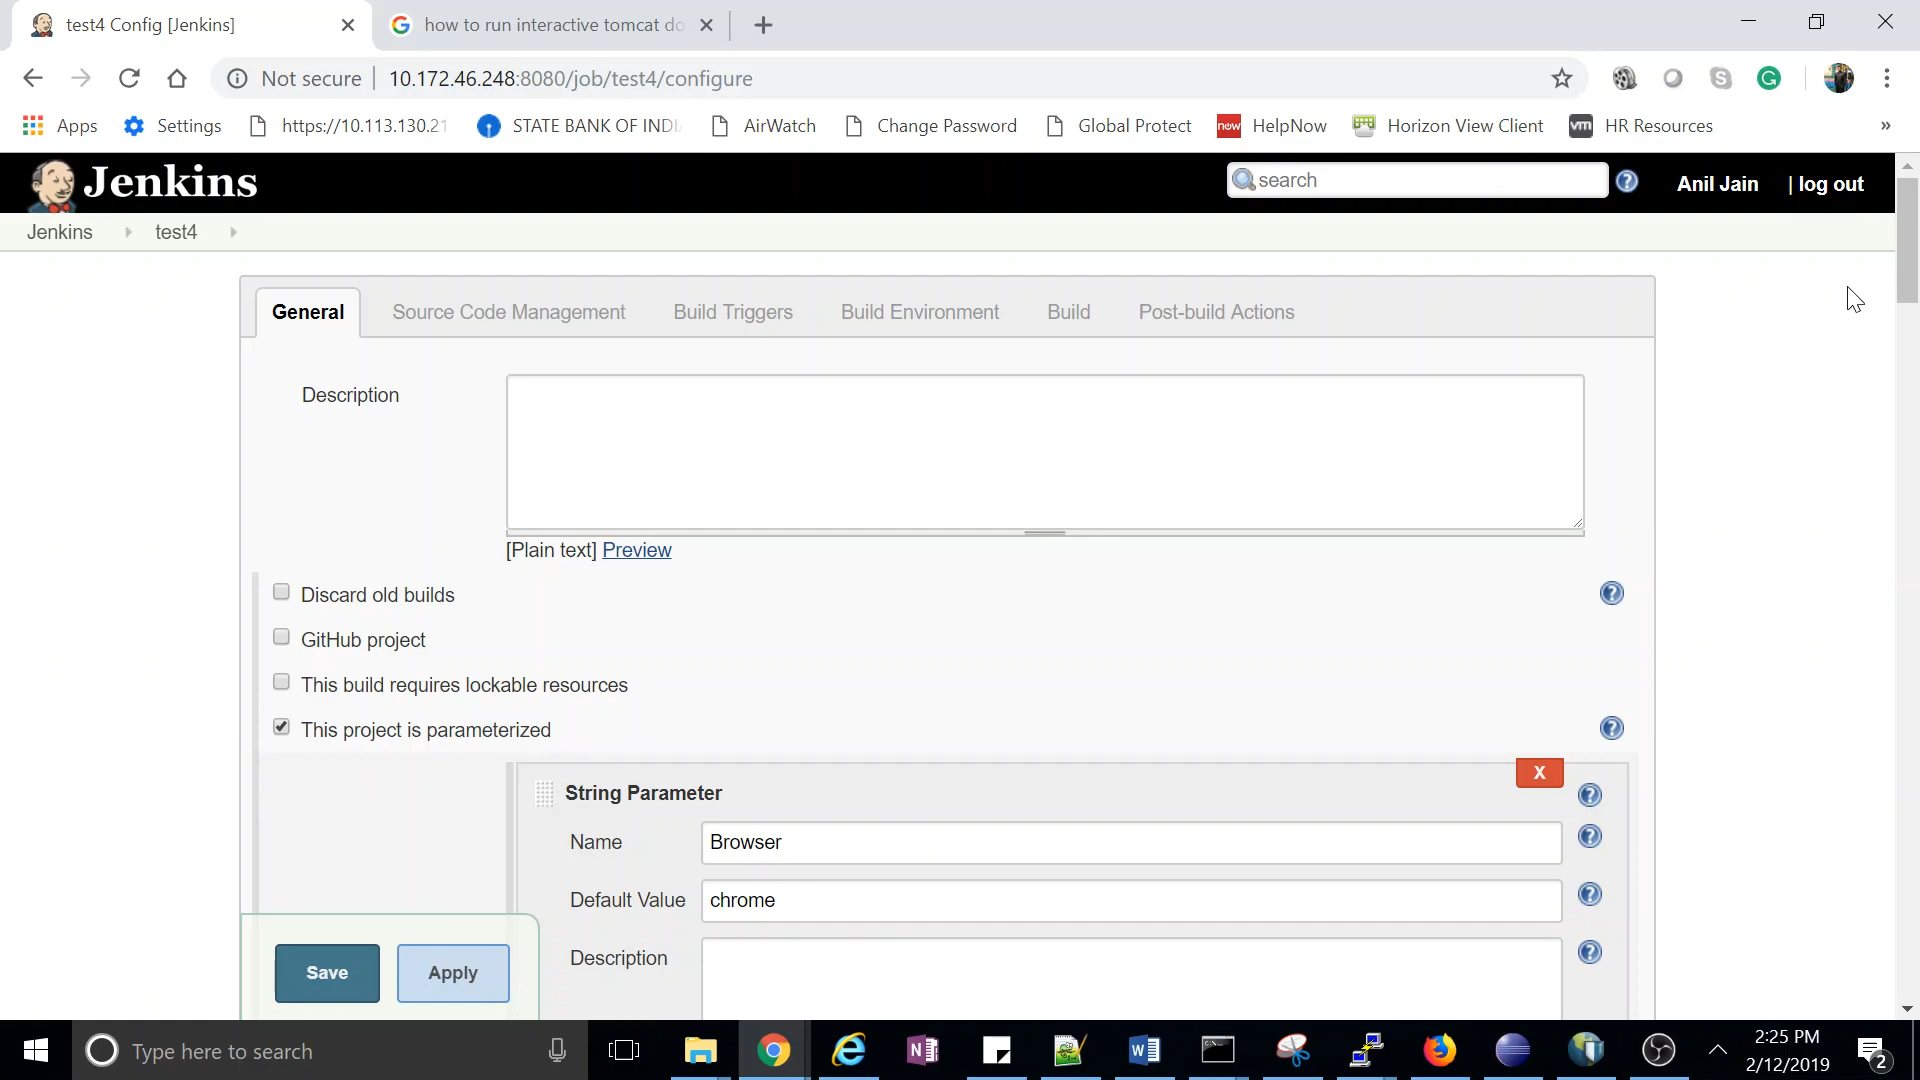 test4 Config [Jenkins]
how to run interactive tomcat do
Not secure
10.172.46.248:8080/job/test4/configure
Apps
Settings
https://10.113.130.21
STATE BANK OF INDI
AirWatch
Change Password
Global Protect
now
HelpNow
Horizon View Client
vm
HR Resources
»
Jenkins
search
Anil Jain
| log out
Jenkins
test4
General
Source Code Management
Build Triggers
Build Environment
Build
Post-build Actions
Description
[Plain text] Preview
Discard old builds
GitHub project
This build requires lockable resources
This project is parameterized
X
String Parameter
Name
Browser
Default Value
chrome
Description
Save
Apply
Type here to search
2:25 PM
2/12/2019
2